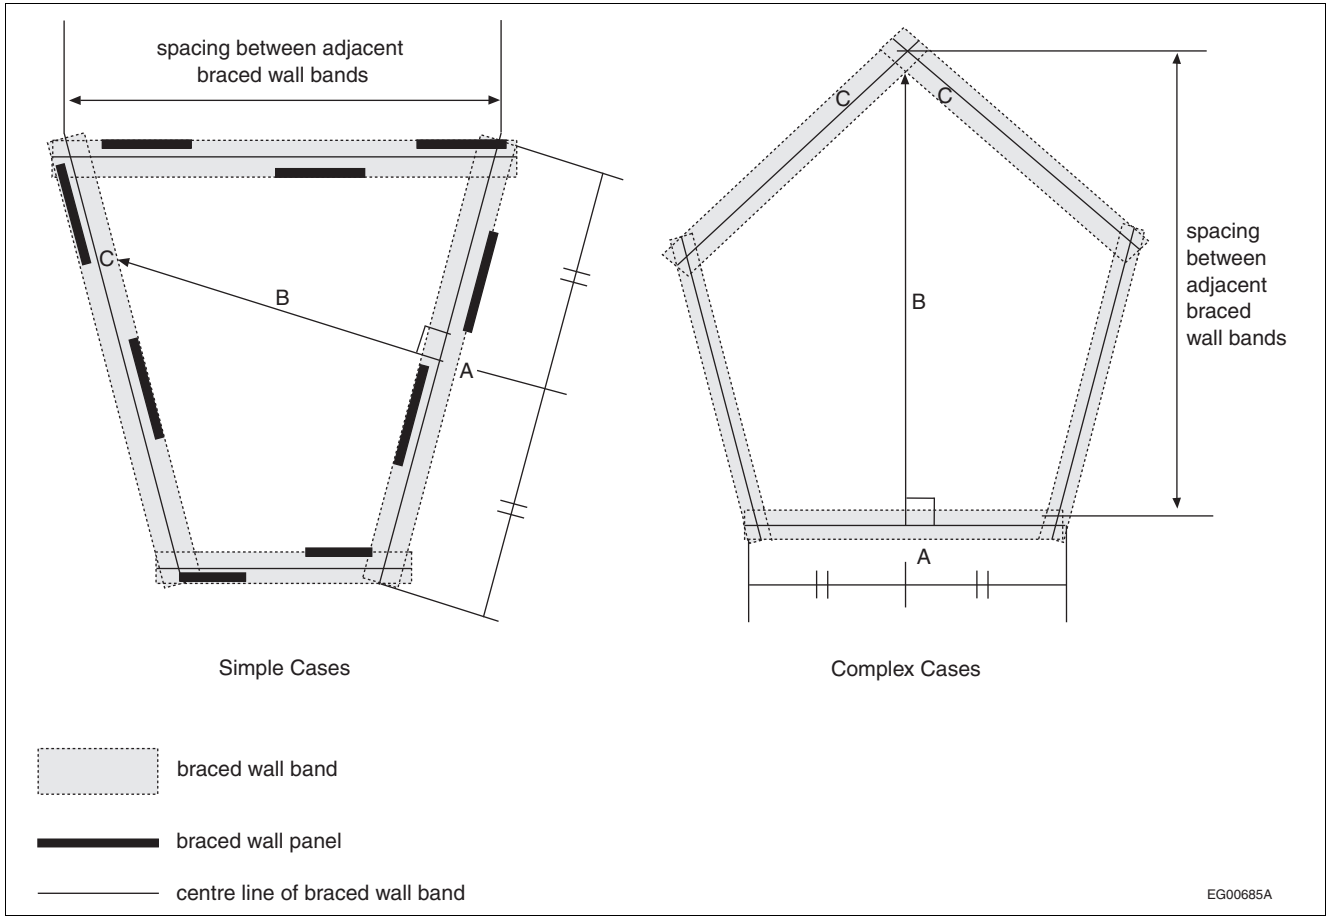 spacing between adjacent
braced wall bands
C
B
A
Simple Cases
C
C
B
A
spacing
between
adjacent
braced
wall bands
Complex Cases
braced wall band
braced wall panel
centre line of braced wall band
EG00685A